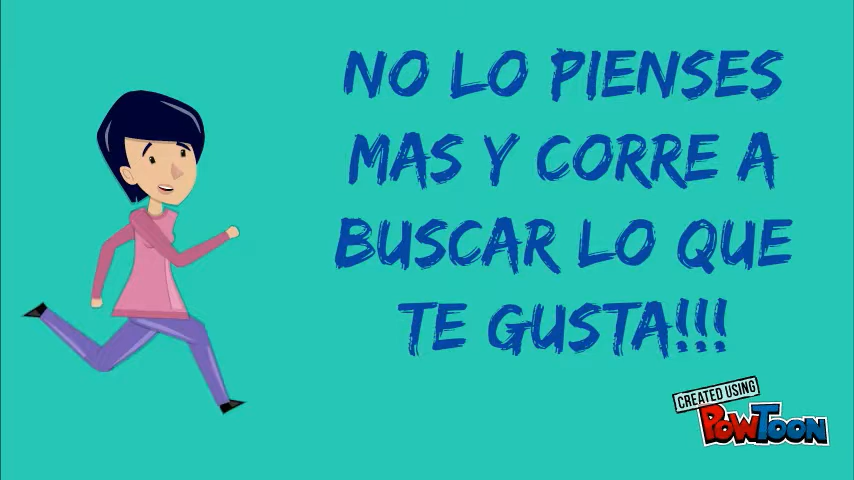 NO LO PIENSES
MAS Y CORRE A
BUSCAR LO QUE
TE GUSTA!!!
CREATED USING
POWTOON